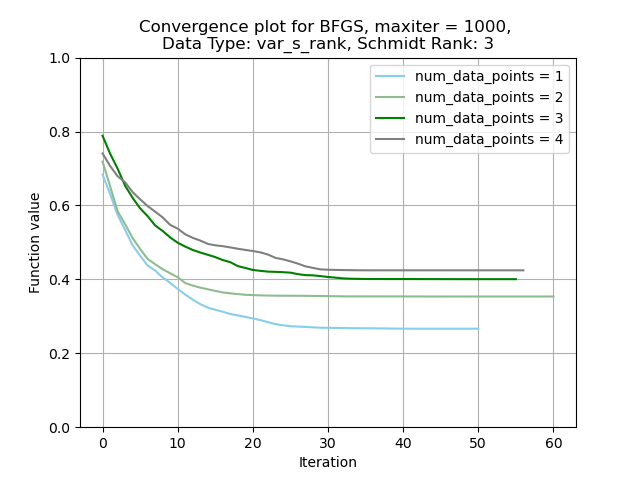 Convergence plot for BFGS, maxiter = 1000,
Data Type: var_s_rank, Schmidt Rank: 3
num_data_points = 1
num_data_points = 2
num_data_points = 3
num_data_points = 4
1.0
0.8
0.6
0.4
0.2
0.0
Function value
0 10 20 30 40 50 60
Iteration